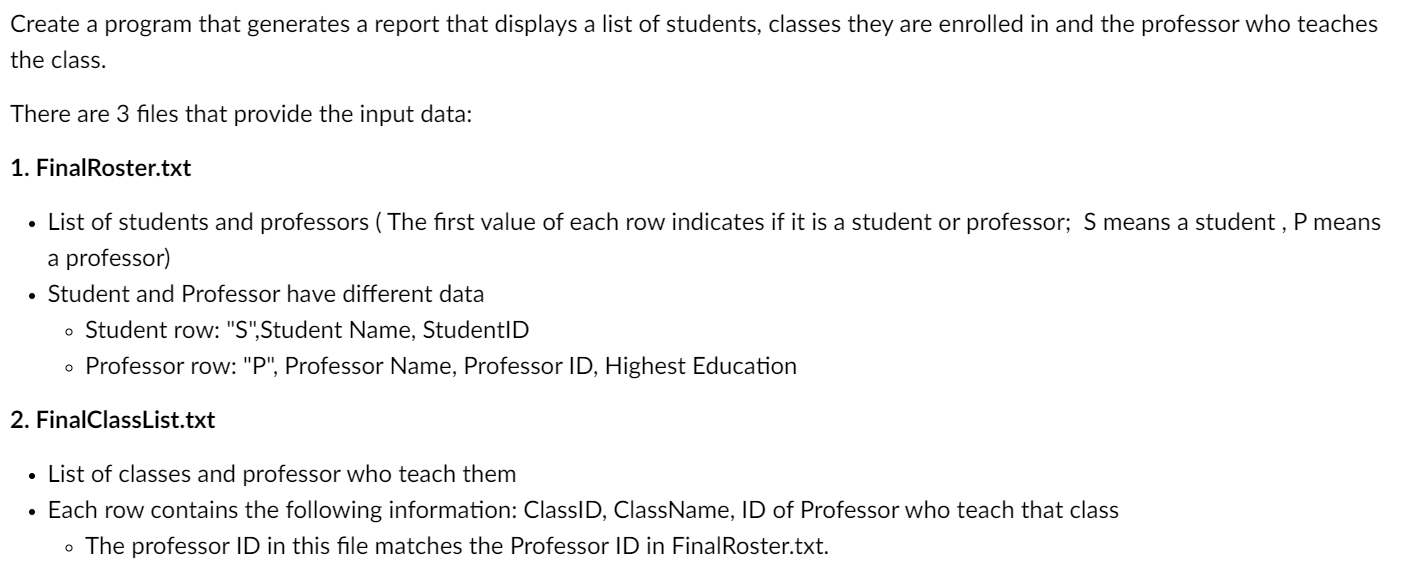 Create a program that generates a report that displays a list of students, classes they are enrolled in and the professor who teaches
the class.
There are 3 files that provide the input data:
1. FinalRoster.txt
• List of students and professors ( The first value of each row indicates if it is a student or professor;  S means a student , P means
a professor)
• Student and Professor have different data
◦ Student row: "S",Student Name, StudentID
◦ Professor row: "P", Professor Name, Professor ID, Highest Education
2. FinalClassList.txt
• List of classes and professor who teach them
• Each row contains the following information: ClassID, ClassName, ID of Professor who teach that class
◦ The professor ID in this file matches the Professor ID in FinalRoster.txt.